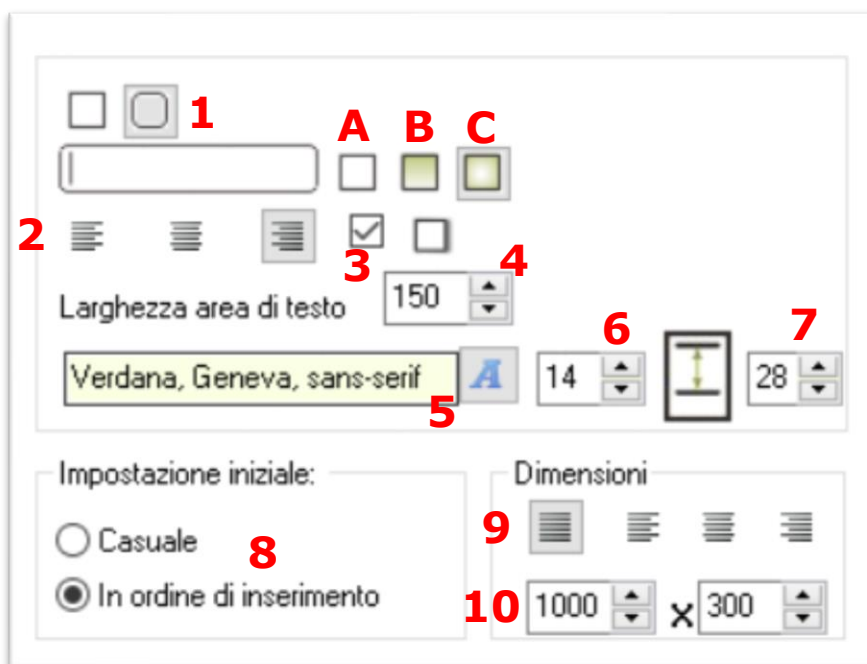 1
A B C
2
3
4
Larghezza area di testo 150
6 7
Verdana, Geneva, sans-serif A 14 28
5
Impostazione iniziale: Dimensioni
9
Casuale
8
In ordine di inserimento
10 1000 x 300